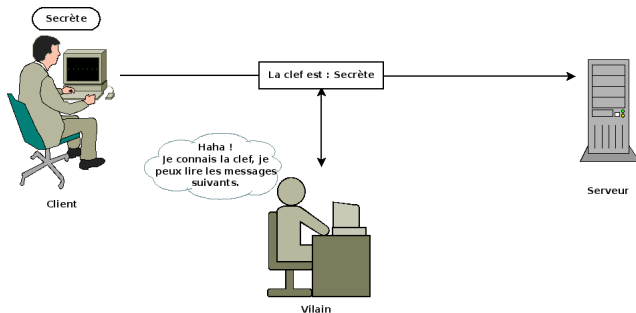 Secrète
La clef est : Secrète
Haha !
Je connais la clef, je
peux lire les messages
suivants.
Client
Serveur
Vilain